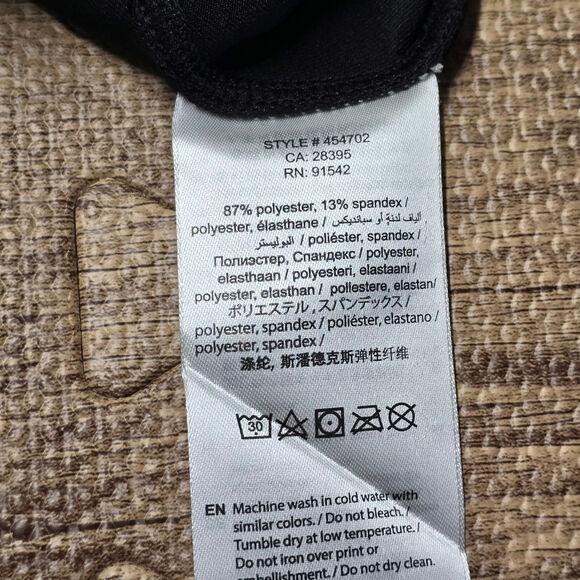 STYLE # 454702
CA: 28395
RN: 91542
87% polyester, 13% spandex /
polyester, élasthane / ألياف لدنة أو سبانديكس
البوليستر / poliéster, spandex /
Полиэстер, Спандекс / polyester,
elasthaan / polyesteri, elastaani /
polyester, elasthan / poliestere, elastan/
ポリエステル , スパンデックス /
polyester, spandex / poliéster, elastano /
polyester, spandex /
涤纶, 斯潘德克斯弹性纤维
30
EN Machine wash in cold water with
similar colors. / Do not bleach. /
Tumble dry at low temperature. /
Do not iron over print or
embellishment. / Do not dry clean.